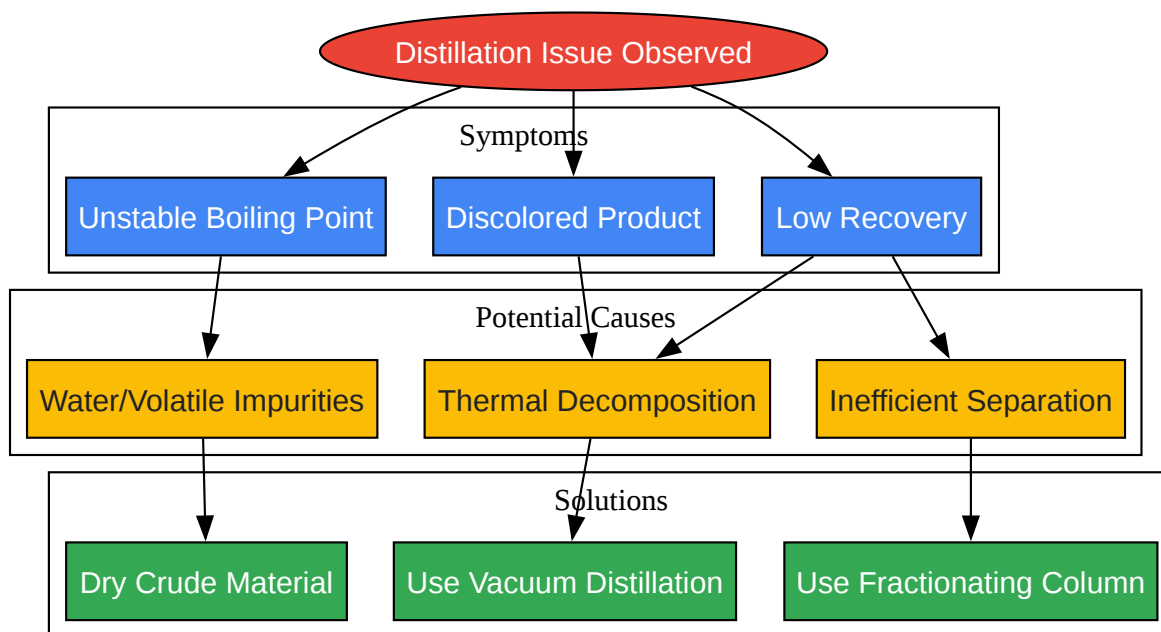 Distillation Issue Observed
Symptoms
Unstable Boiling Point
Discolored Product
Low Recovery
Potential Causes
Water/Volatile Impurities
Thermal Decomposition
Inefficient Separation
Solutions
Dry Crude Material
Use Vacuum Distillation
Use Fractionating Column